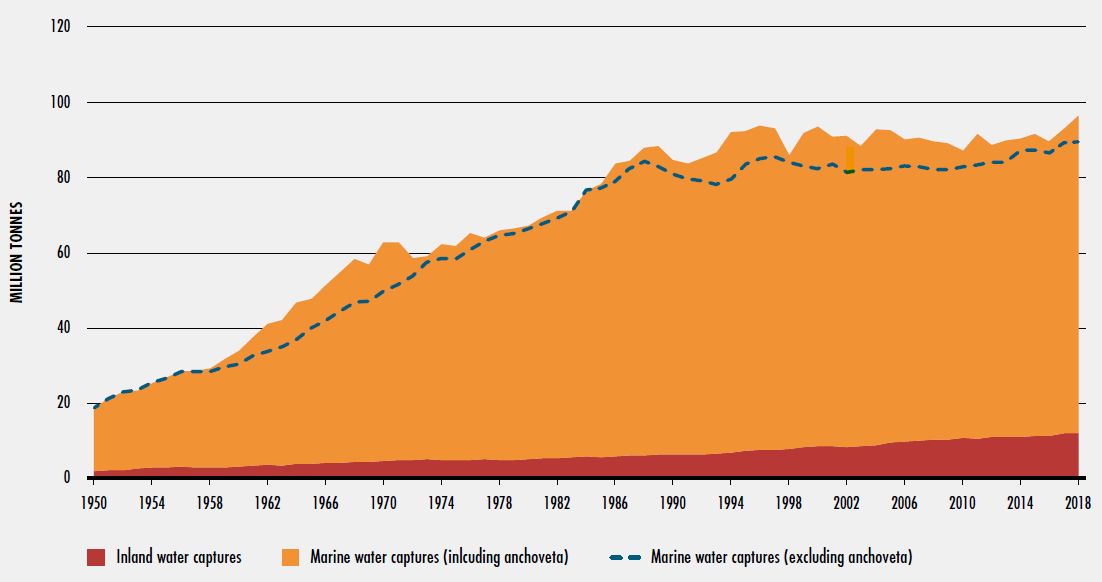 120
100
80
60
40
20
0
MILLION TONNES
1950 1954 1958 1962 1966 1970 1974 1978 1982 1986 1990 1994 1998 2002 2006 2010 2014 2018
Inland water captures Marine water captures (inlcuding anchoveta) Marine water captures (excluding anchoveta)